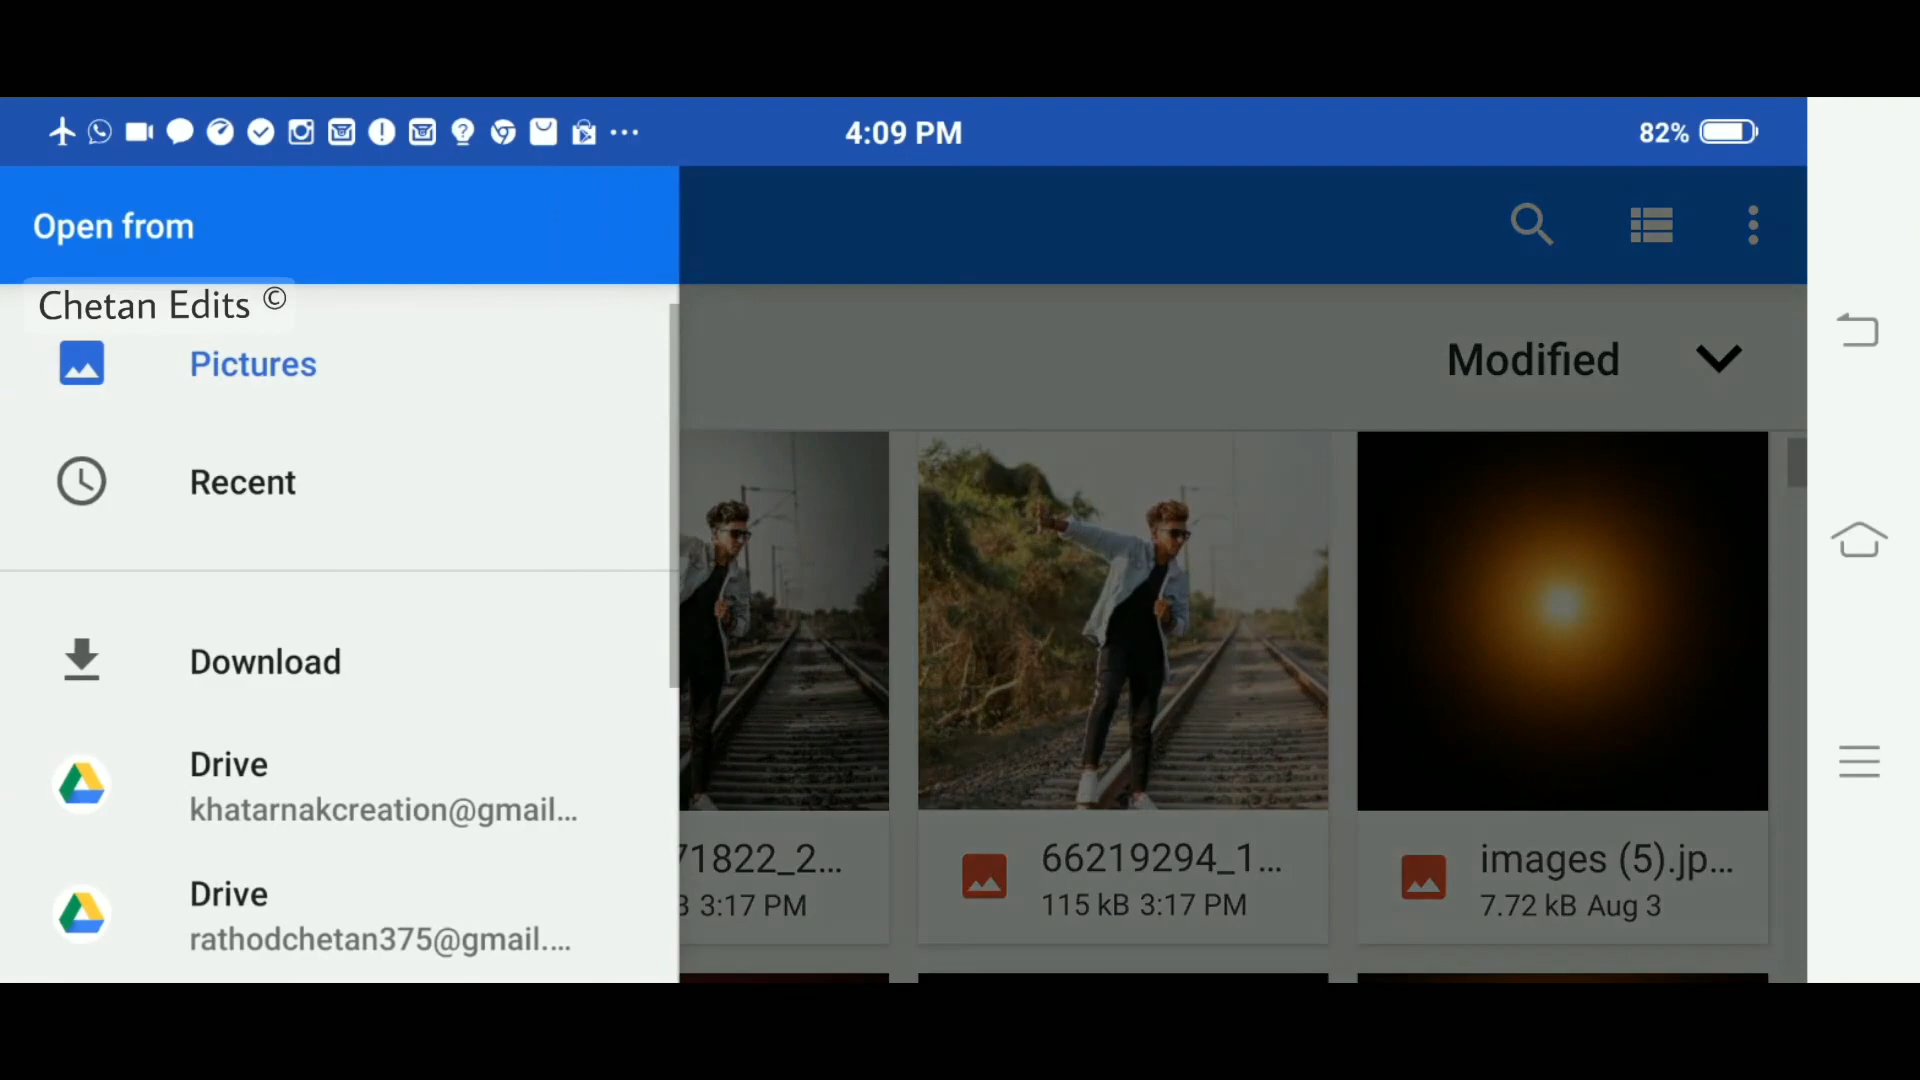 4:09 PM
82%
Open from
Chetan Edits ©
Pictures
Modified
Recent
Download
Drive
khatarnakcreation@gmail...
Drive
rathodchetan375@gmail....
71822_2...
3:17 PM
66219294_1...
115 kB 3:17 PM
images (5).jp...
7.72 kB Aug 3